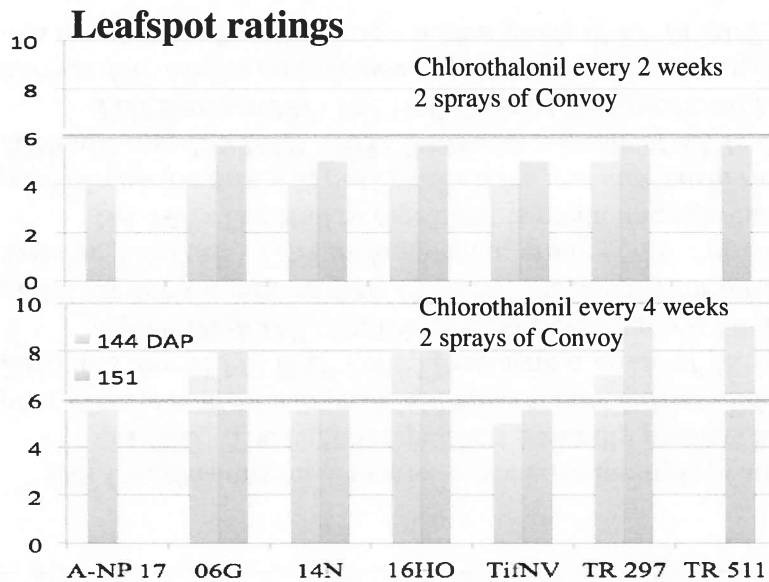 Leafspot ratings
Chlorothalonil every 2 weeks
2 sprays of Convoy
10
8
6
4
2
0
Chlorothalonil every 4 weeks
2 sprays of Convoy
10
8
6
4
2
0
144 DAP
151
A-NP 17 06G 14N 16HO TifNV TR 297 TR 511